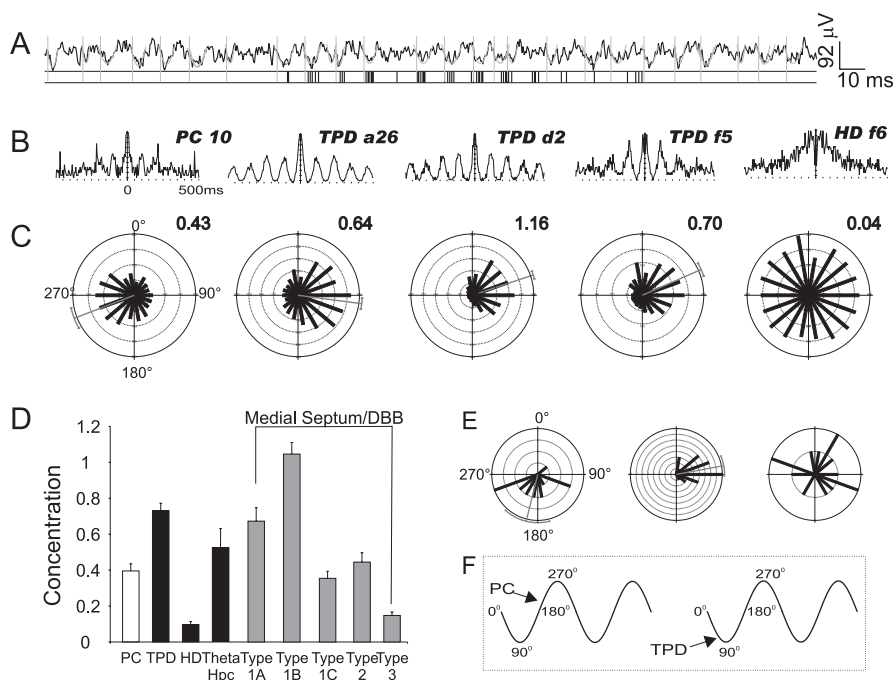 A
92 µV
10 ms
B
PC 10
TPD a26
TPD d2
TPD f5
HD f6
0
500ms
C
0.43
0.64
1.16
0.70
0.04
0°
270°
90°
180°
D
Medial Septum/DBB
Concentration
1.2
1
0.8
0.6
0.4
0.2
0
PC
TPD
HD
Theta Hpc
Type 1A
Type 1B
Type 1C
Type 2
Type 3
E
0°
270°
90°
180°
F
PC
0°
270°
180°
90°
TPD
0°
270°
180°
90°